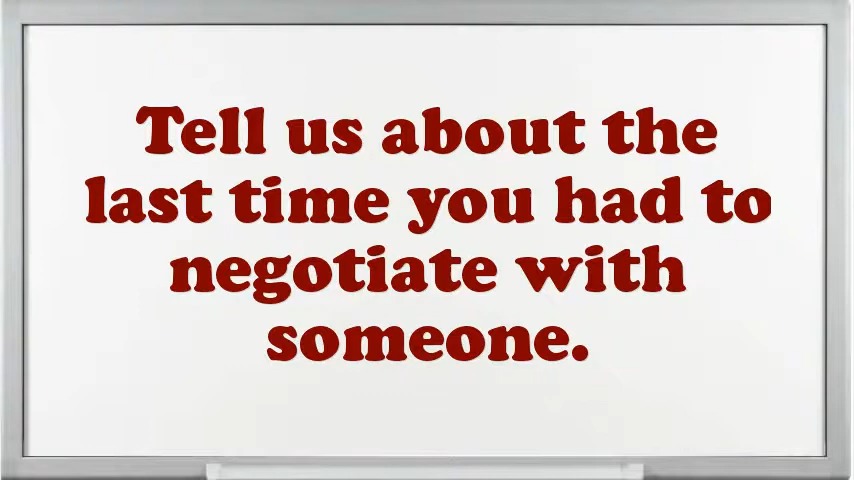 Tell us about the
last time you had to
negotiate with
someone.